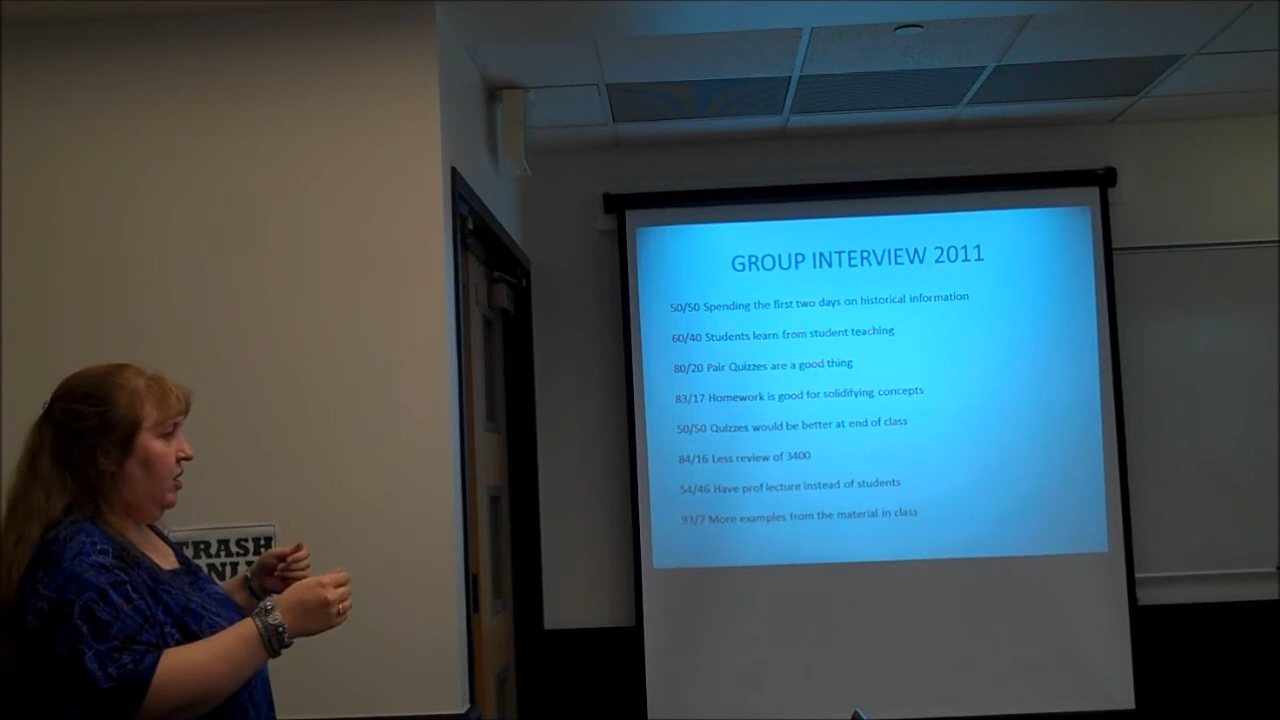 GROUP INTERVIEW 2011
50/50 Spending the first two days on historical information
60/40 Students learn from student teaching
80/20 Pair Quizzes are a good thing
83/17 Homework is good for solidifying concepts
50/50 Quizzes would be better at end of class
84/16 Less review of 3400
54/46 Have prof lecture instead of students
93/7 More examples from the material in class
TRASH